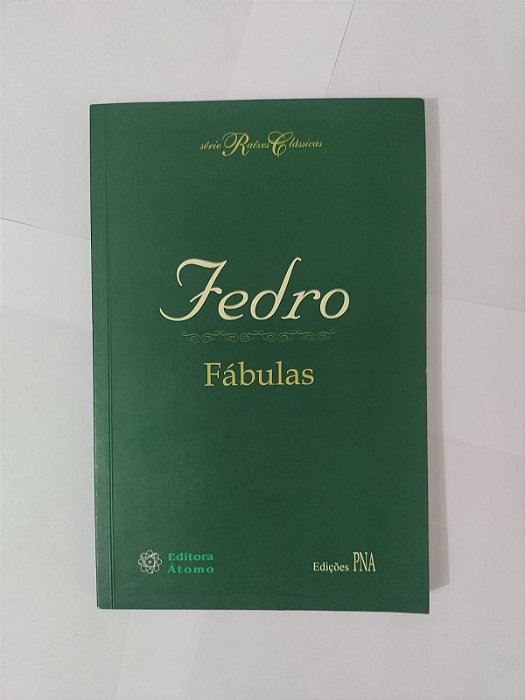 série Raízes Clássicas
Fedro
Fábulas
Editora
Átomo
Edições PNA